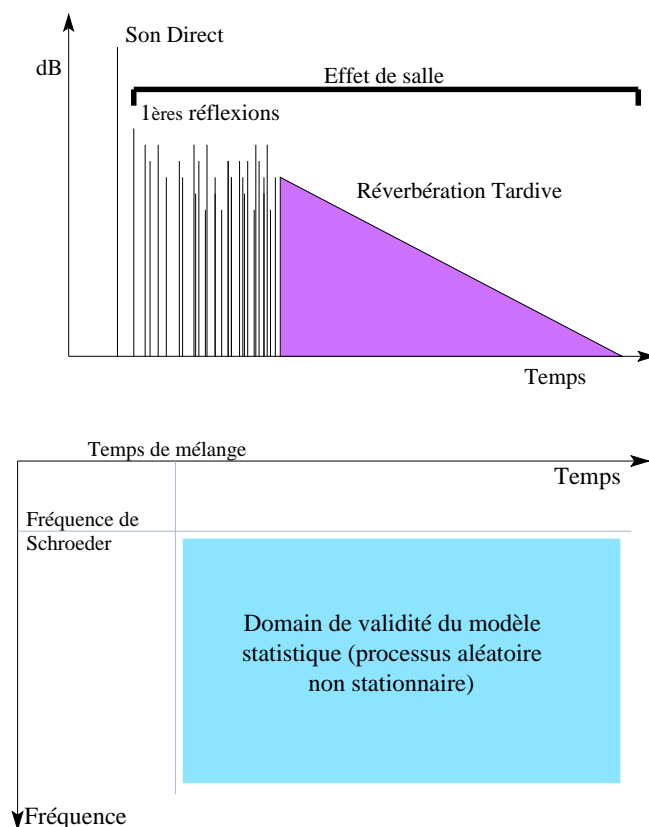 Son Direct
dB
Effet de salle
1ères réflexions
Réverbération Tardive
Temps
Temps de mélange
Temps
Fréquence de
Schroeder
Domain de validité du modèle
statistique (processus aléatoire
non stationnaire)
Fréquence